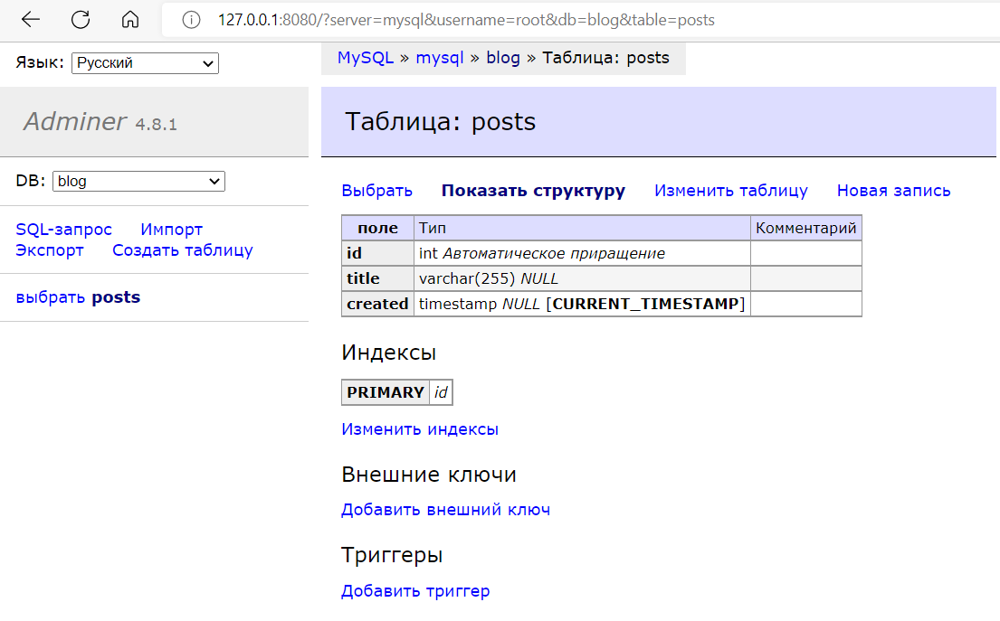 127.0.0.1:8080/?server=mysql&username=root&db=blog&table=posts
Язык: Русский
MySQL » mysql » blog » Таблица: posts
Adminer 4.8.1
Таблица: posts
DB: blog
SQL-запрос Импорт
Экспорт Создать таблицу
выбрать posts
Выбрать Показать структуру Изменить таблицу Новая запись
поле Тип Комментарий
id int Автоматическое приращение
title varchar(255) NULL
created timestamp NULL [CURRENT_TIMESTAMP]
Индексы
PRIMARY id
Изменить индексы
Внешние ключи
Добавить внешний ключ
Триггеры
Добавить триггер